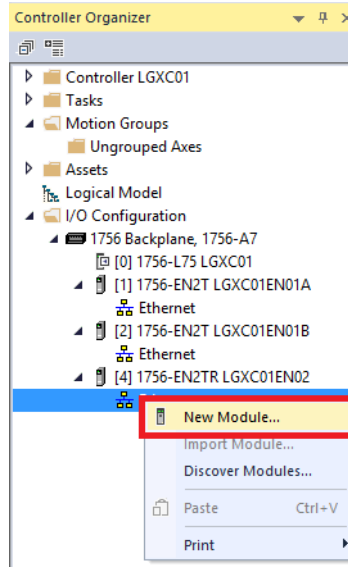 Controller Organizer
Controller LGXC01
Tasks
Motion Groups
Ungrouped Axes
Assets
Logical Model
I/O Configuration
1756 Backplane, 1756-A7
[0] 1756-L75 LGXC01
[1] 1756-EN2T LGXC01EN01A
Ethernet
[2] 1756-EN2T LGXC01EN01B
Ethernet
[4] 1756-EN2TR LGXC01EN02
New Module...
Import Module...
Discover Modules...
Paste Ctrl+V
Print